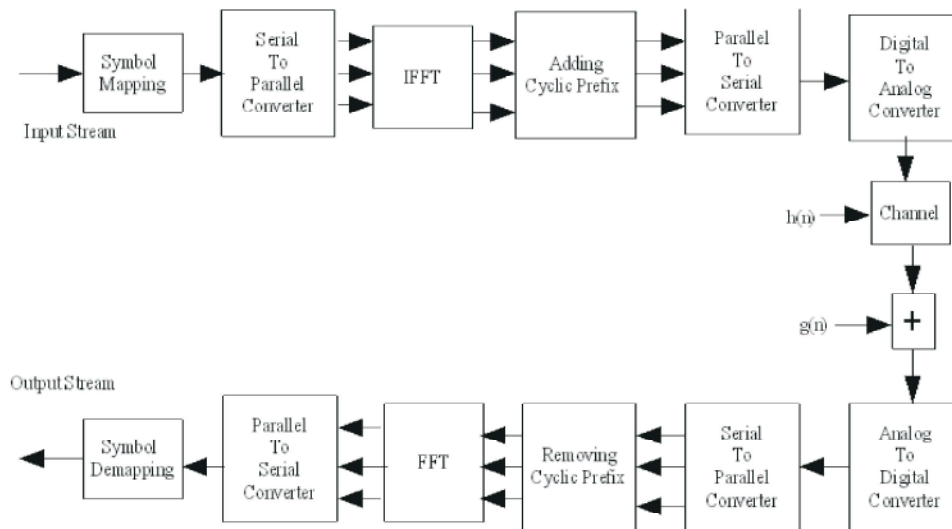 Symbol
Mapping
Input Stream
Serial
To
Parallel
Converter
IFFT
Adding
Cyclic Prefix
Parallel
To
Serial
Converter
Digital
To
Analog
Converter
h(n)
Channel
g(n)
+
Output Stream
Symbol
Demapping
Parallel
To
Serial
Converter
FFT
Removing
Cyclic Prefix
Serial
To
Parallel
Converter
Analog
To
Digital
Converter